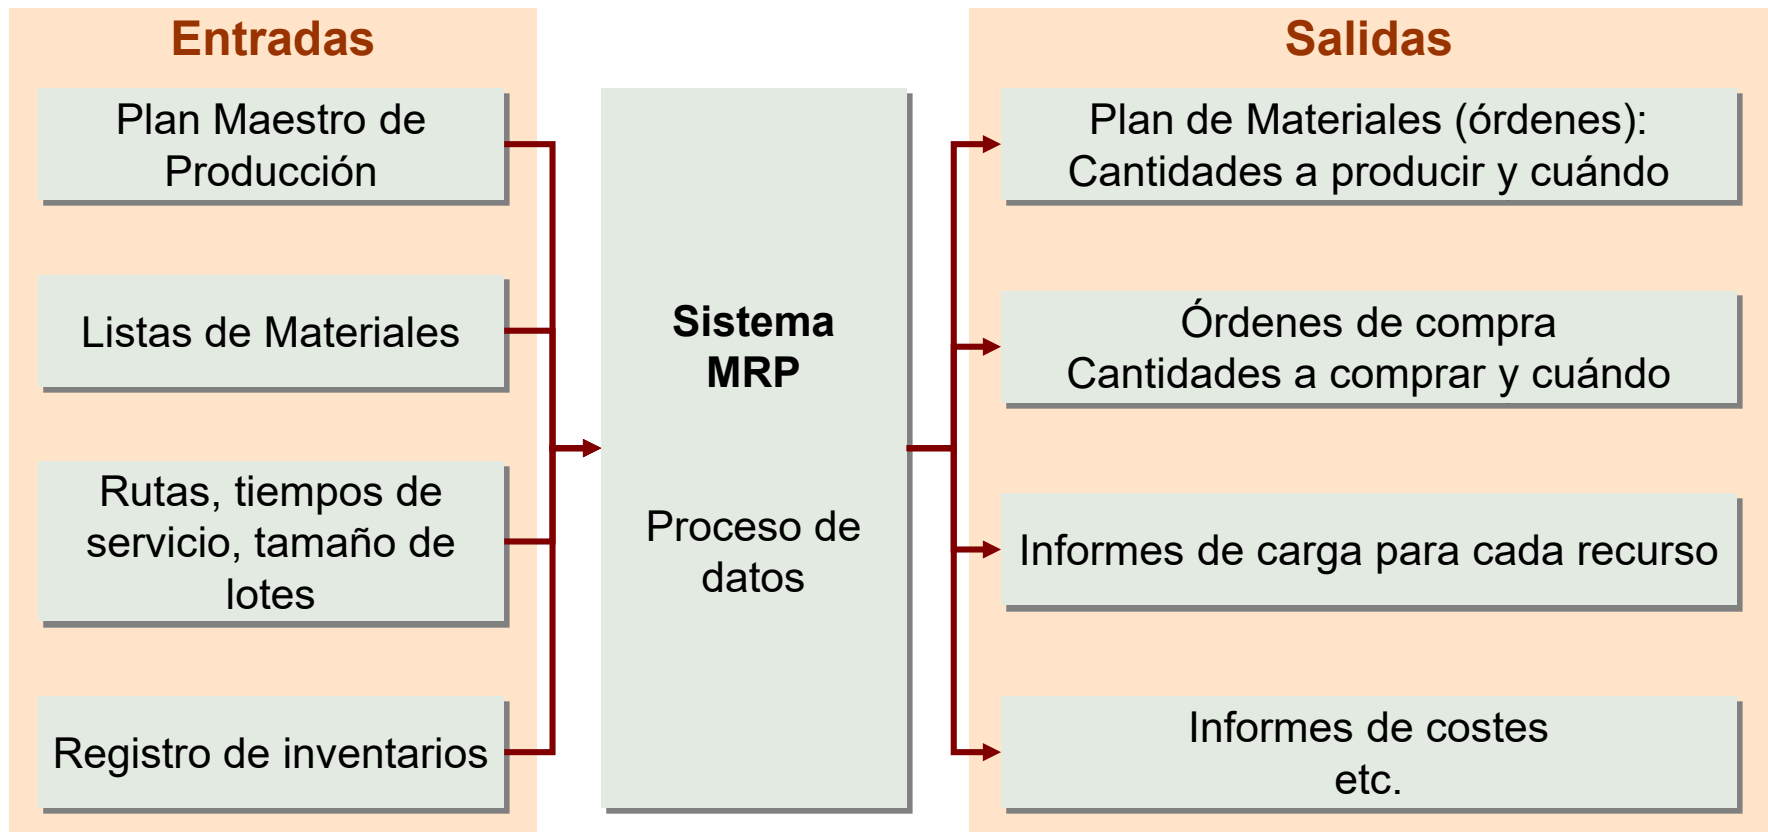 Entradas
Plan Maestro de
Producción
Listas de Materiales
Rutas, tiempos de
servicio, tamaño de
lotes
Registro de inventarios
Sistema
MRP
Proceso de
datos
Salidas
Plan de Materiales (órdenes):
Cantidades a producir y cuándo
Órdenes de compra
Cantidades a comprar y cuándo
Informes de carga para cada recurso
Informes de costes
etc.